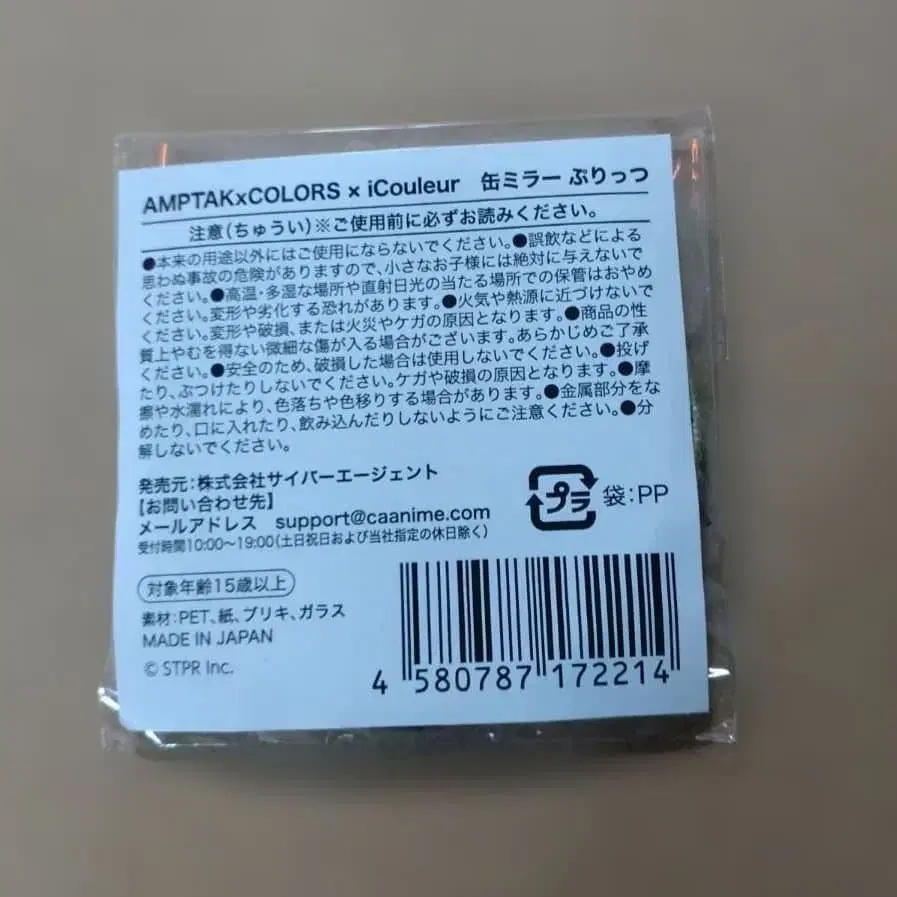 AMPTAKxCOLORS × iCouleur 缶ミラー ぷりっつ
注意(ちゅうい)※ご使用前に必ずお読みください。
●本来の用途以外にはご使用にならないでください。●誤飲などによる
思わぬ事故の危険がありますので、小さなお子様には絶対に与えないで
ください。●高温・多湿な場所や直射日光の当たる場所での保管はおやめ
ください。変形や劣化する恐れがあります。●火気や熱源に近づけないで
ください。変形や破損、または火災やケガの原因となります。●商品の性
質上やむを得ない微細な傷が入る場合がございます。あらかじめご了承
ください。●安全のため、破損した場合は使用しないでください。●投げ
たり、ぶつけたりしないでください。ケガや破損の原因となります。●摩
擦や水濡れにより、色落ちや色移りする場合があります。●金属部分をな
めたり、口に入れたり、飲み込んだりしないようにご注意ください。●分
解しないでください。
発売元:株式会社サイバーエージェント
【お問い合わせ先】
メールアドレス support@caanime.com
受付時間10:00〜19:00(土日祝日および当社指定の休日除く)
プラ 袋:PP
対象年齢15歳以上
素材:PET、紙、ブリキ、ガラス
MADE IN JAPAN
© STPR Inc.
4 580787 172214